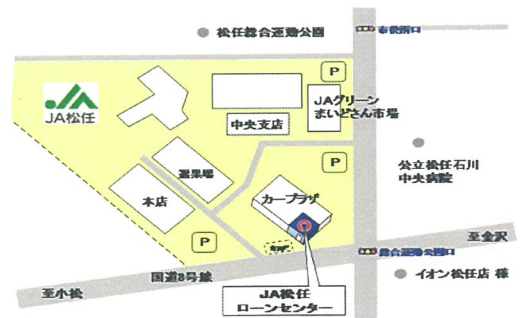 松任総合運動公園
市役所口
P
JA松任
JAグリーン
まいどさん市場
中央支店
P
公立松任石川
中央病院
選果場
カープラザ
本店
P
至金沢
総合運動公園口
国道8号線
イオン松任店 様
至小松
JA松任
ローンセンター